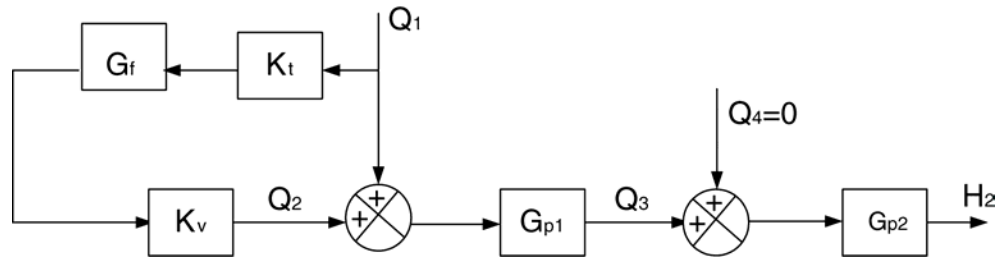 Q1
Gf
Kt
Q4=0
+
+
+
+
Kv
Q2
Gp1
Q3
Gp2
H2